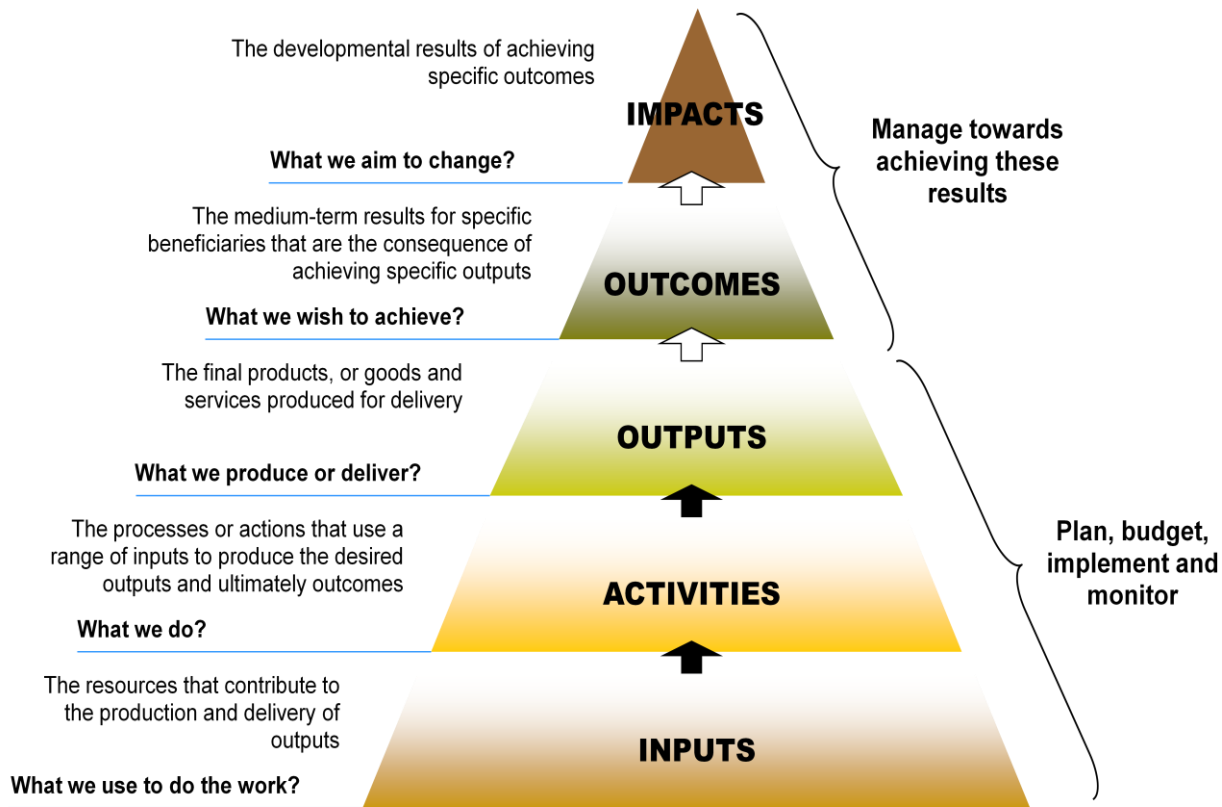 The developmental results of achieving
specific outcomes
IMPACTS
What we aim to change?
Manage towards
achieving these
results
The medium-term results for specific
beneficiaries that are the consequence of
achieving specific outputs
OUTCOMES
What we wish to achieve?
The final products, or goods and
services produced for delivery
OUTPUTS
What we produce or deliver?
The processes or actions that use a
range of inputs to produce the desired
outputs and ultimately outcomes
ACTIVITIES
What we do?
Plan, budget,
implement and
monitor
The resources that contribute to
the production and delivery of
outputs
INPUTS
What we use to do the work?